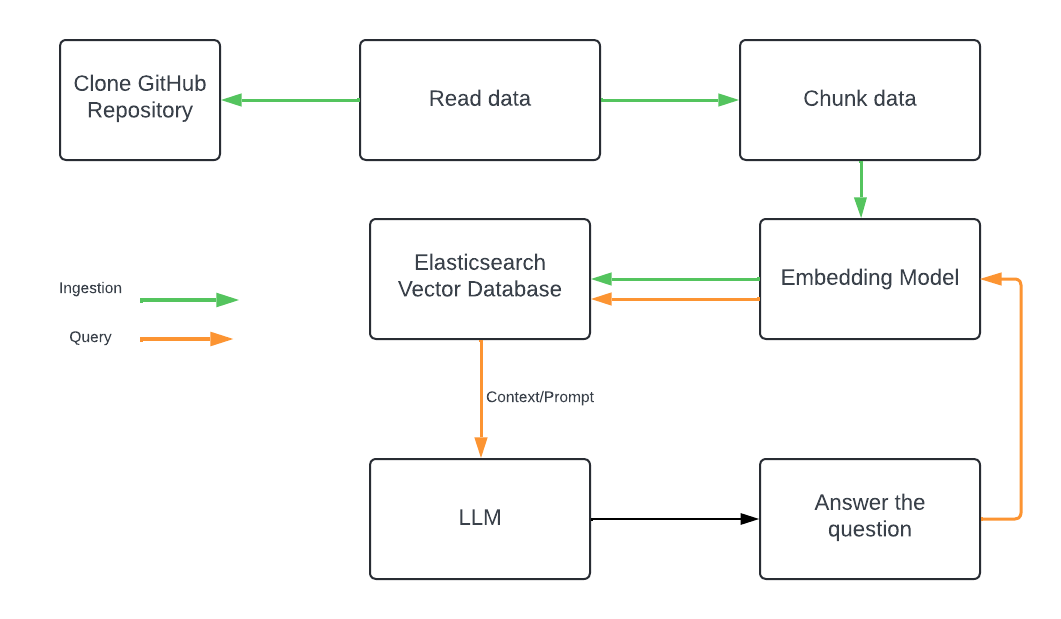 Clone GitHub
Repository
Read data
Chunk data
Elasticsearch
Vector Database
Embedding Model
Ingestion
Query
Context/Prompt
LLM
Answer the
question